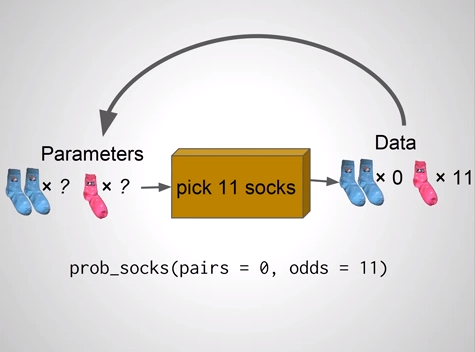 Data
Parameters
× ? × ?
pick 11 socks
× 0 × 11
prob_socks(pairs = 0, odds = 11)